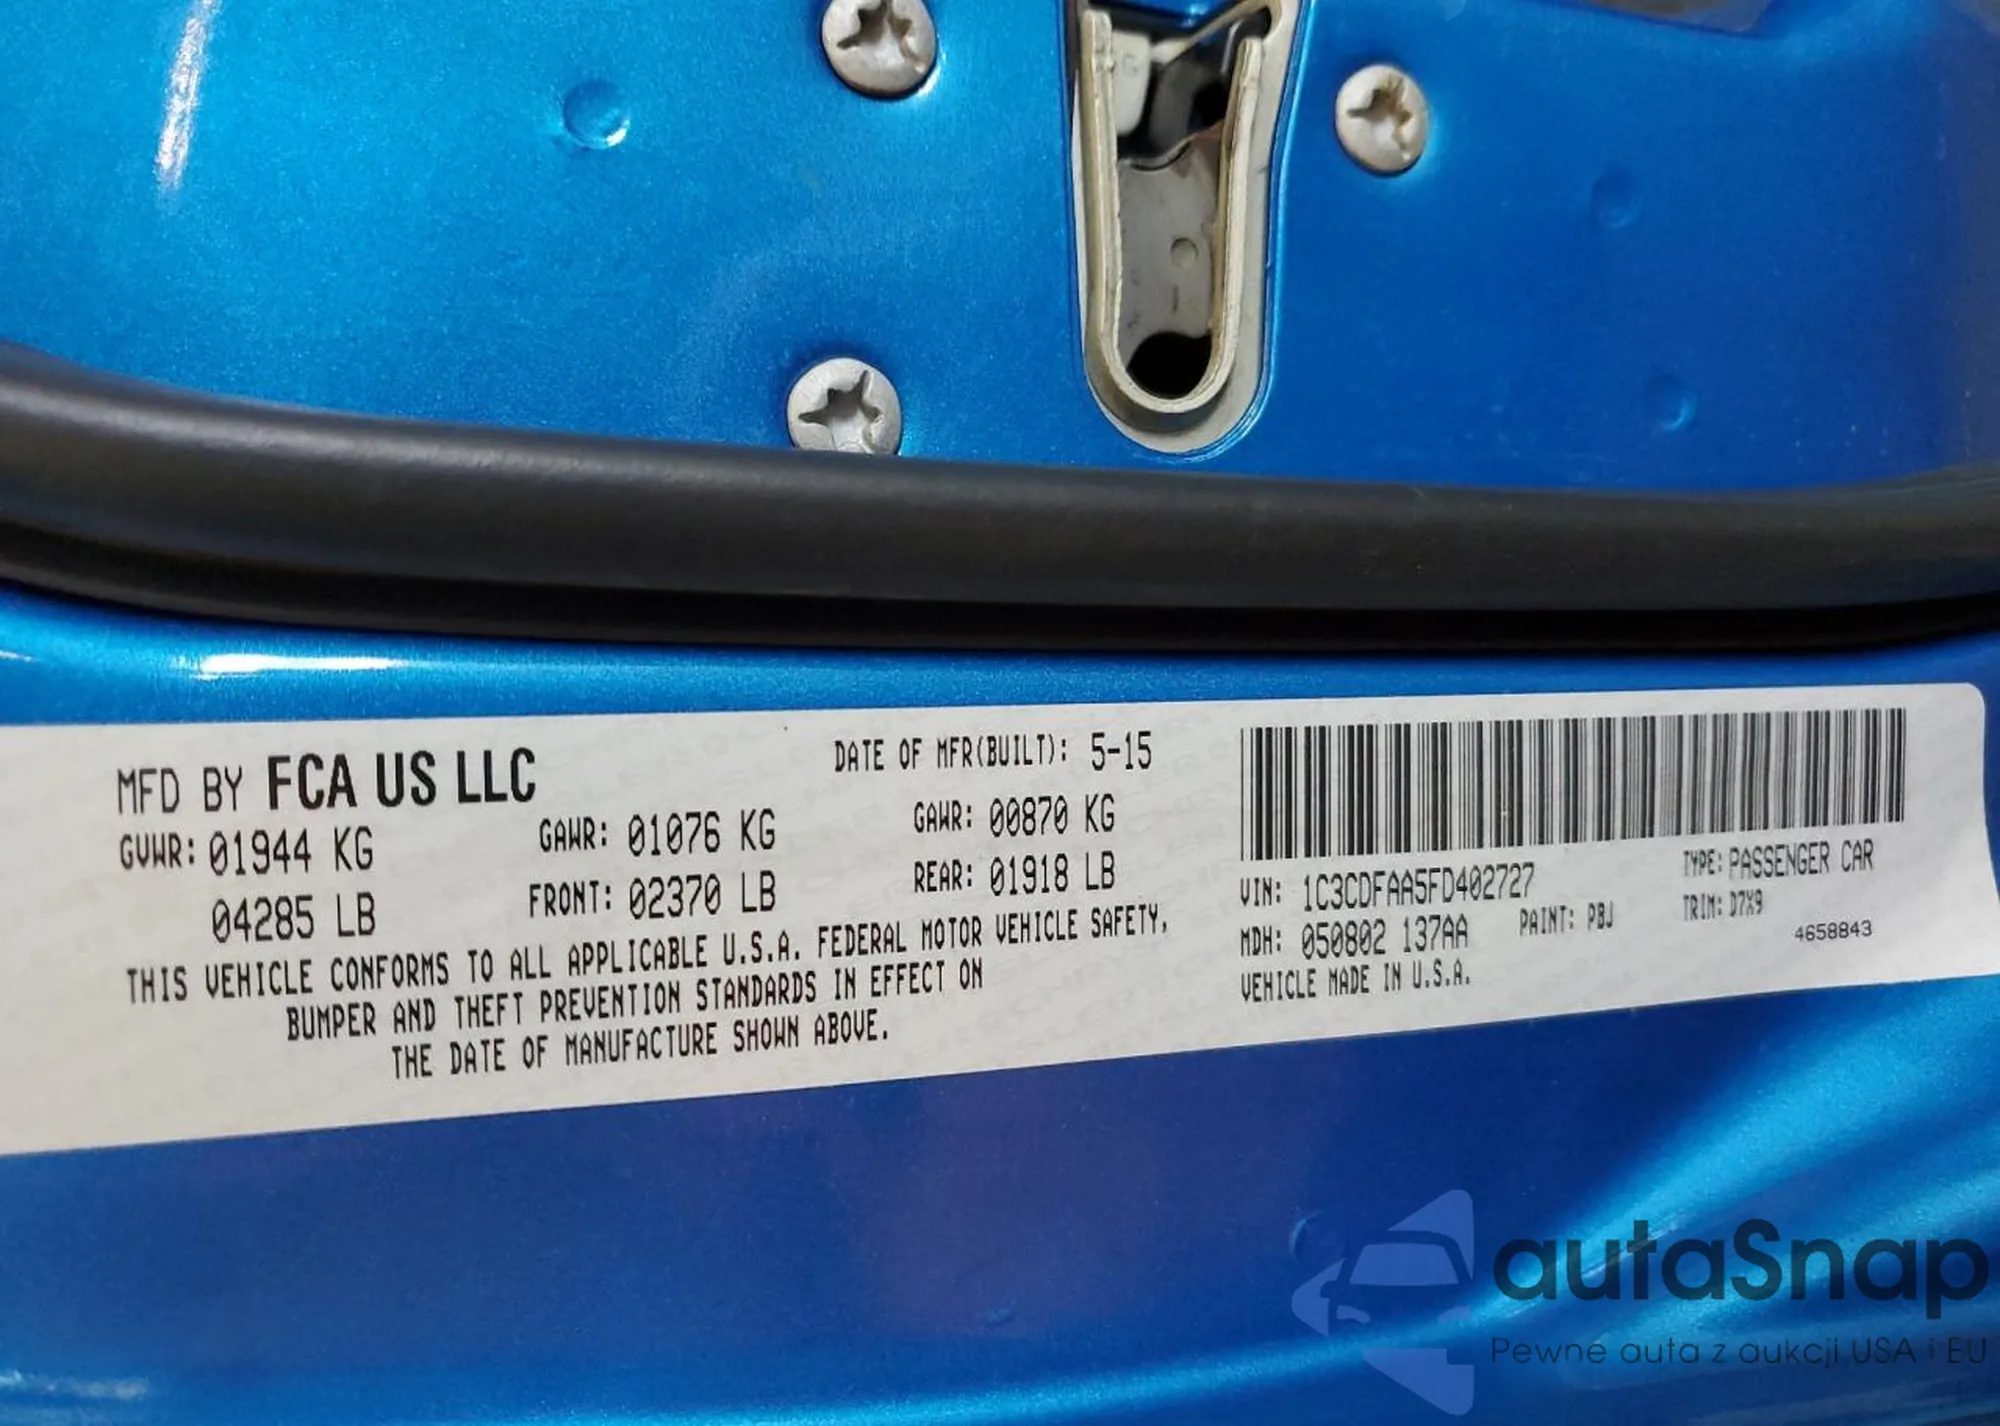 MFD BY FCA US LLC
DATE OF MFR(BUILT): 5-15
GVWR: 01944 KG
04285 LB
GAWR: 01076 KG
FRONT: 02370 LB
GAWR: 00870 KG
REAR: 01918 LB
THIS VEHICLE CONFORMS TO ALL APPLICABLE U.S.A. FEDERAL MOTOR VEHICLE SAFETY,
BUMPER AND THEFT PREVENTION STANDARDS IN EFFECT ON
THE DATE OF MANUFACTURE SHOWN ABOVE.
VIN: 1C3CDFAA5FD402727
TYPE: PASSENGER CAR
MDH: 050802 137AA
PAINT: PBJ
TRIM: D7X9
VEHICLE MADE IN U.S.A.
4658843
autaSnap
Pewne auta z aukcji USA i EU